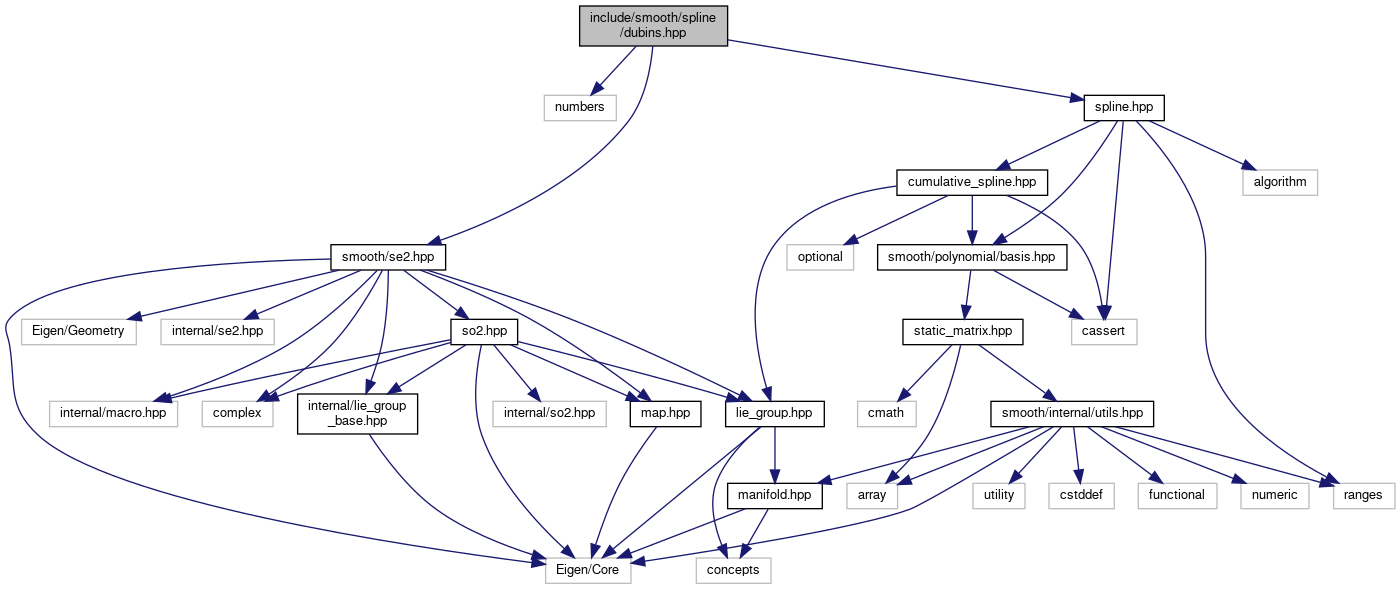 include/smooth/spline
/dubins.hpp
numbers
spline.hpp
cumulative_spline.hpp
algorithm
smooth/se2.hpp
optional
smooth/polynomial/basis.hpp
Eigen/Geometry
internal/se2.hpp
so2.hpp
static_matrix.hpp
cassert
internal/macro.hpp
complex
internal/lie_group
_base.hpp
internal/so2.hpp
map.hpp
lie_group.hpp
cmath
smooth/internal/utils.hpp
manifold.hpp
array
utility
cstddef
functional
numeric
ranges
Eigen/Core
concepts